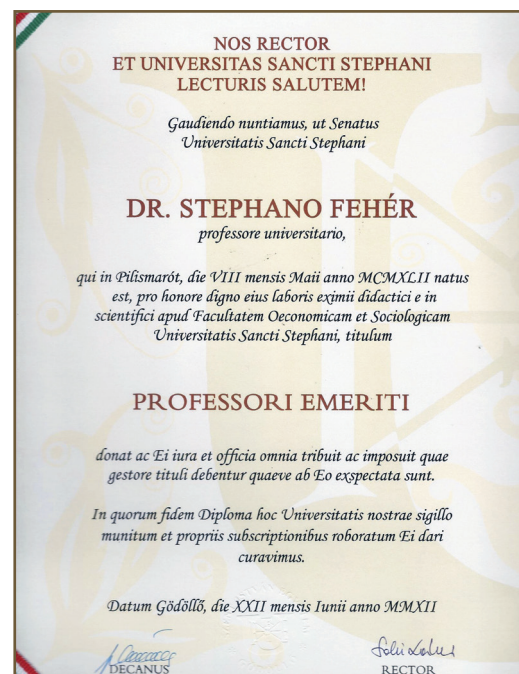 NOS RECTOR
ET UNIVERSITAS SANCTI STEPHANI
LECTURIS SALUTEM!
Gaudiendo nuntiamus, ut Senatus
Universitatis Sancti Stephani
DR. STEPHANO FEHÉR
professore universitario,
qui in Pilismarót, die VIII mensis Maii anno MCMXLII natus
est, pro honore digno eius laboris eximii didactici e in
scientifici apud Facultatem Oeconomicam et Sociologicam
Universitatis Sancti Stephani, titulum
PROFESSORI EMERITI
donat ac Ei iura et officia omnia tribuit ac imposuit quae
gestore tituli debentur quaeve ab Eo exspectata sunt.
In quorum fidem Diploma hoc Universitatis nostrae sigillo
munitum et propriis subscriptionibus roboratum Ei dari
curavimus.
Datum Gödöllő, die XXII mensis Iunii anno MMXII
DECANUS
RECTOR